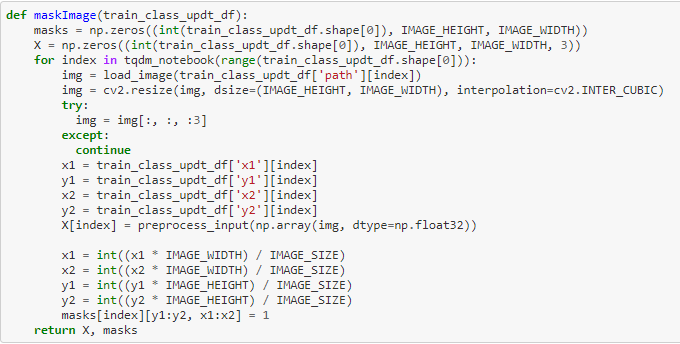 def maskImage(train_class_updt_df):
    masks = np.zeros((int(train_class_updt_df.shape[0]), IMAGE_HEIGHT, IMAGE_WIDTH))
    X = np.zeros((int(train_class_updt_df.shape[0]), IMAGE_HEIGHT, IMAGE_WIDTH, 3))
    for index in tqdm_notebook(range(train_class_updt_df.shape[0])):
        img = load_image(train_class_updt_df['path'][index])
        img = cv2.resize(img, dsize=(IMAGE_HEIGHT, IMAGE_WIDTH), interpolation=cv2.INTER_CUBIC)
        try:
          img = img[:, :, :3]
        except:
          continue
        x1 = train_class_updt_df['x1'][index]
        y1 = train_class_updt_df['y1'][index]
        x2 = train_class_updt_df['x2'][index]
        y2 = train_class_updt_df['y2'][index]
        X[index] = preprocess_input(np.array(img, dtype=np.float32))

        x1 = int((x1 * IMAGE_WIDTH) / IMAGE_SIZE)
        x2 = int((x2 * IMAGE_WIDTH) / IMAGE_SIZE)
        y1 = int((y1 * IMAGE_HEIGHT) / IMAGE_SIZE)
        y2 = int((y2 * IMAGE_HEIGHT) / IMAGE_SIZE)
        masks[index][y1:y2, x1:x2] = 1
    return X, masks